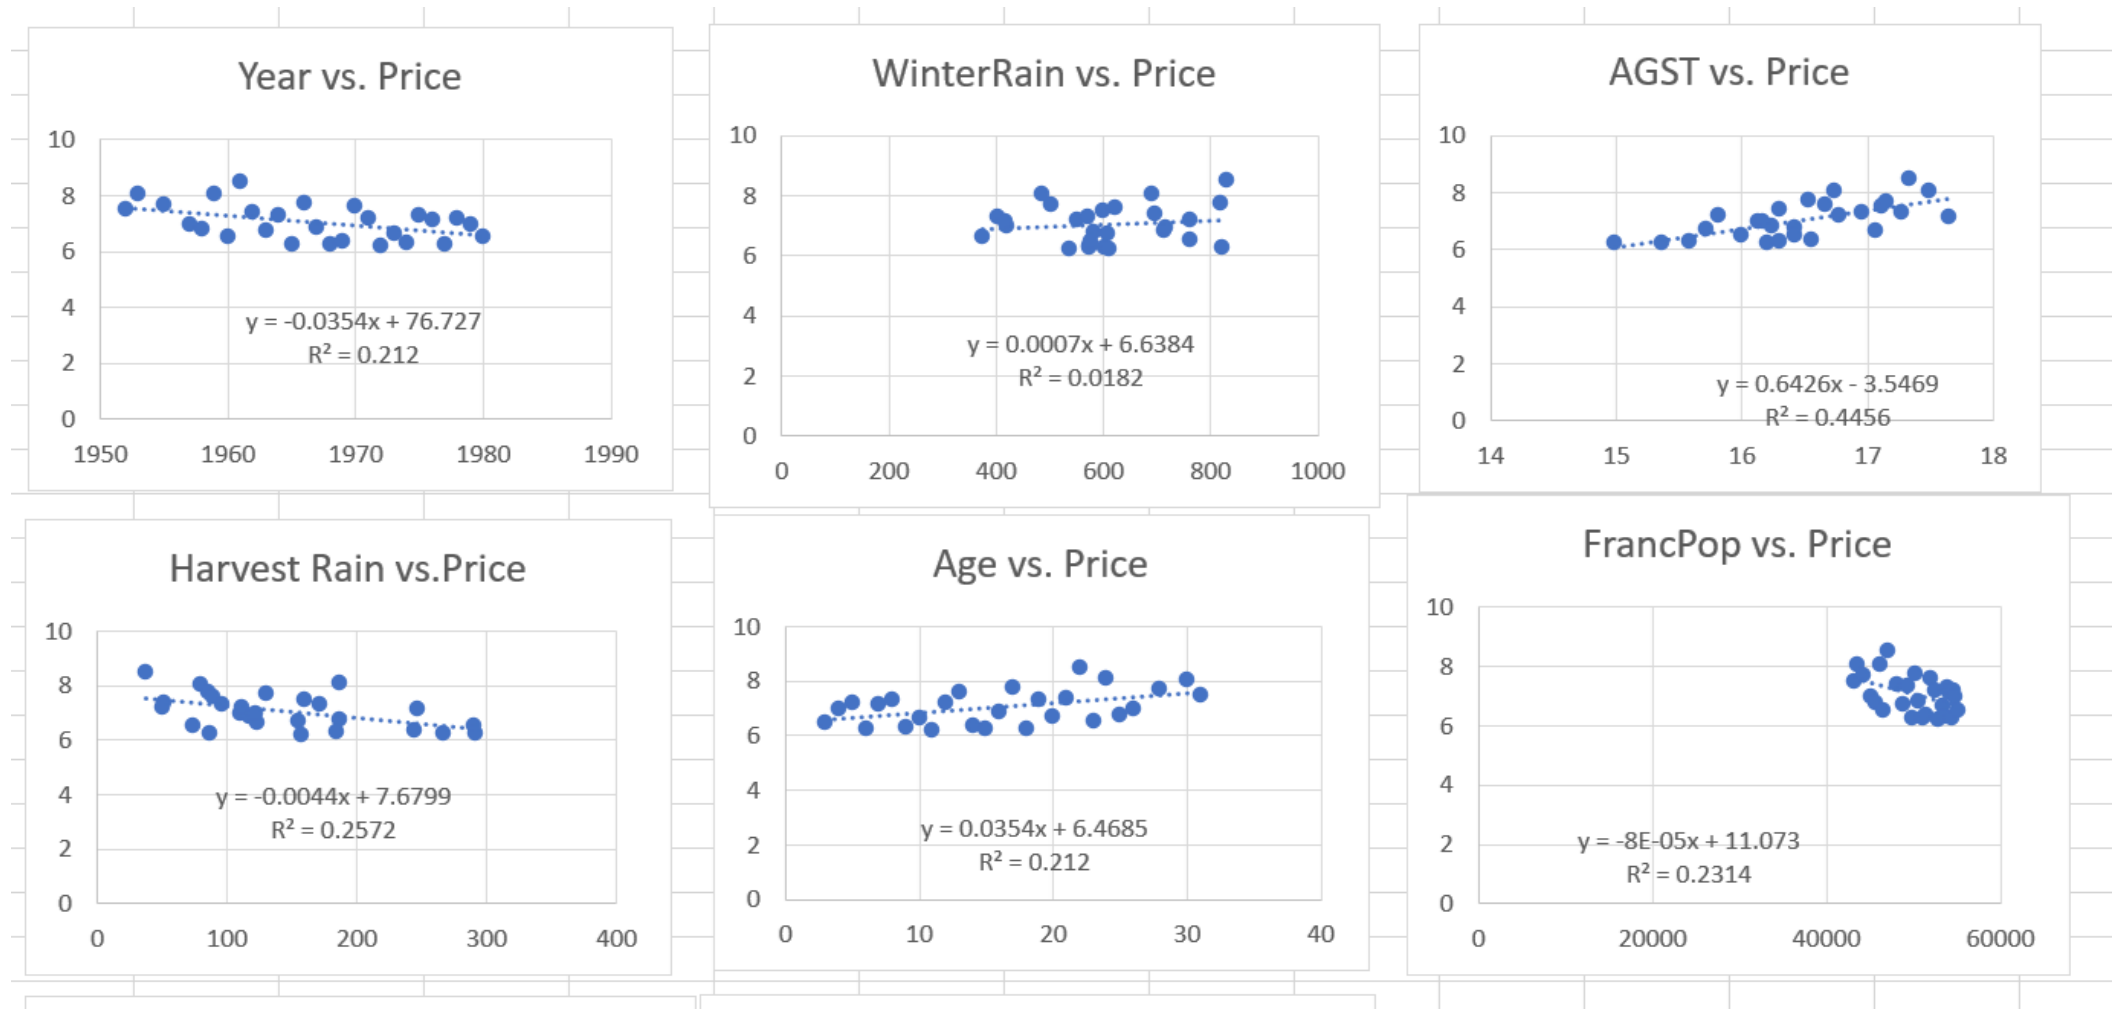 Year vs. Price
10
8
6
4
2
0
1950 1960 1970 1980 1990
y = -0.0354x + 76.727
R² = 0.212
WinterRain vs. Price
10
8
6
4
2
0
0 200 400 600 800 1000
y = 0.0007x + 6.6384
R² = 0.0182
AGST vs. Price
10
8
6
4
2
0
14 15 16 17 18
y = 0.6426x - 3.5469
R² = 0.4456
Harvest Rain vs.Price
10
8
6
4
2
0
0 100 200 300 400
y = -0.0044x + 7.6799
R² = 0.2572
Age vs. Price
10
8
6
4
2
0
0 10 20 30 40
y = 0.0354x + 6.4685
R² = 0.212
FrancPop vs. Price
10
8
6
4
2
0
0 20000 40000 60000
y = -8E-05x + 11.073
R² = 0.2314